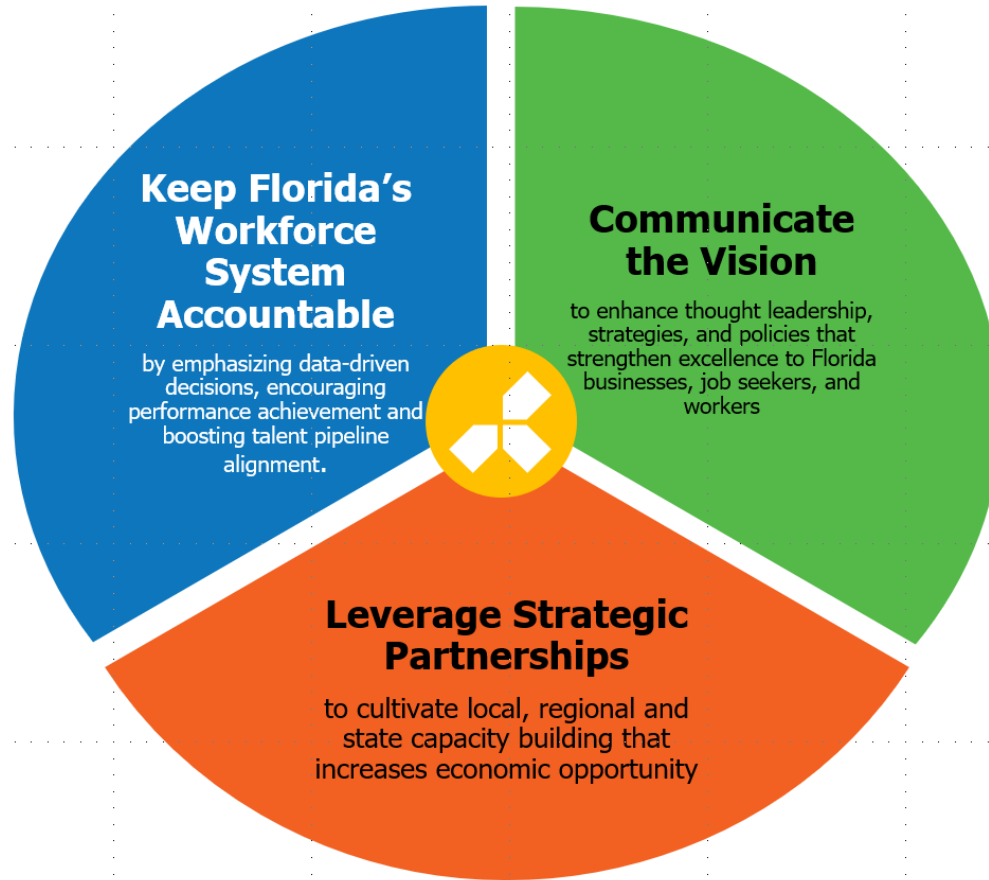 Keep Florida’s
Workforce
System
Accountable
by emphasizing data-driven
decisions, encouraging
performance achievement and
boosting talent pipeline
alignment.
Communicate
the Vision
to enhance thought leadership,
strategies, and policies that
strengthen excellence to Florida
businesses, job seekers, and
workers
Leverage Strategic
Partnerships
to cultivate local, regional and
state capacity building that
increases economic opportunity